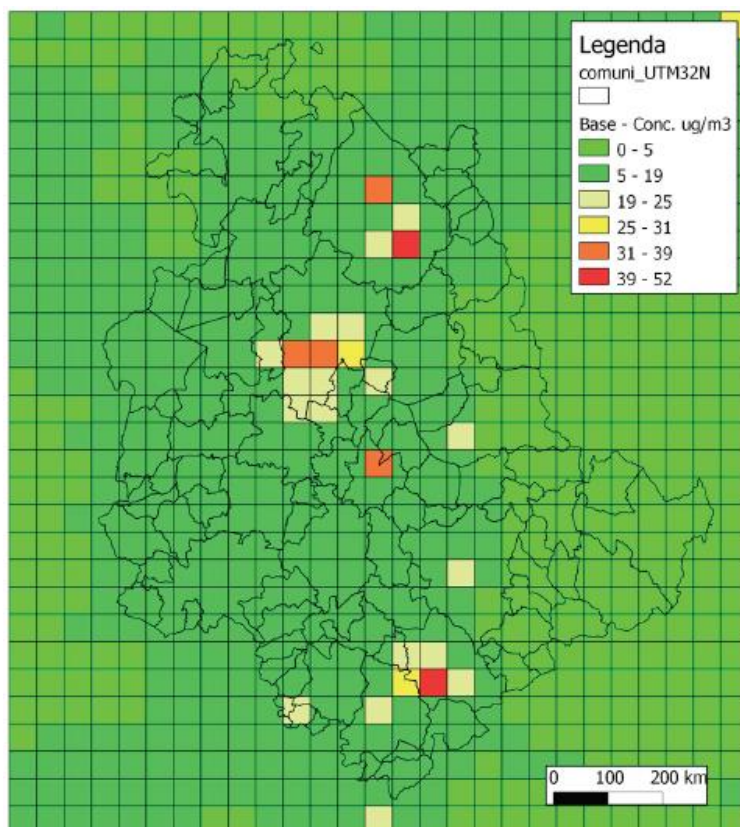 Legenda
comuni_UTM32N
Base - Conc. ug/m3
0 - 5
5 - 19
19 - 25
25 - 31
31 - 39
39 - 52
0 100 200 km